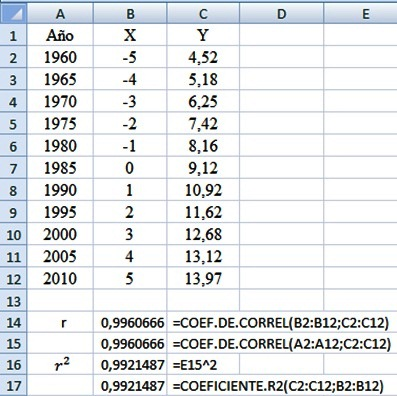 A B C D E
1 Año X Y
2 1960 -5 4,52
3 1965 -4 5,18
4 1970 -3 6,25
5 1975 -2 7,42
6 1980 -1 8,16
7 1985 0 9,12
8 1990 1 10,92
9 1995 2 11,62
10 2000 3 12,68
11 2005 4 13,12
12 2010 5 13,97
13
14 r 0,9960666 =COEF.DE.CORREL(B2:B12;C2:C12)
15 0,9960666 =COEF.DE.CORREL(A2:A12;C2:C12)
16 r² 0,9921487 =E15^2
17 0,9921487 =COEFICIENTE.R2(C2:C12;B2:B12)